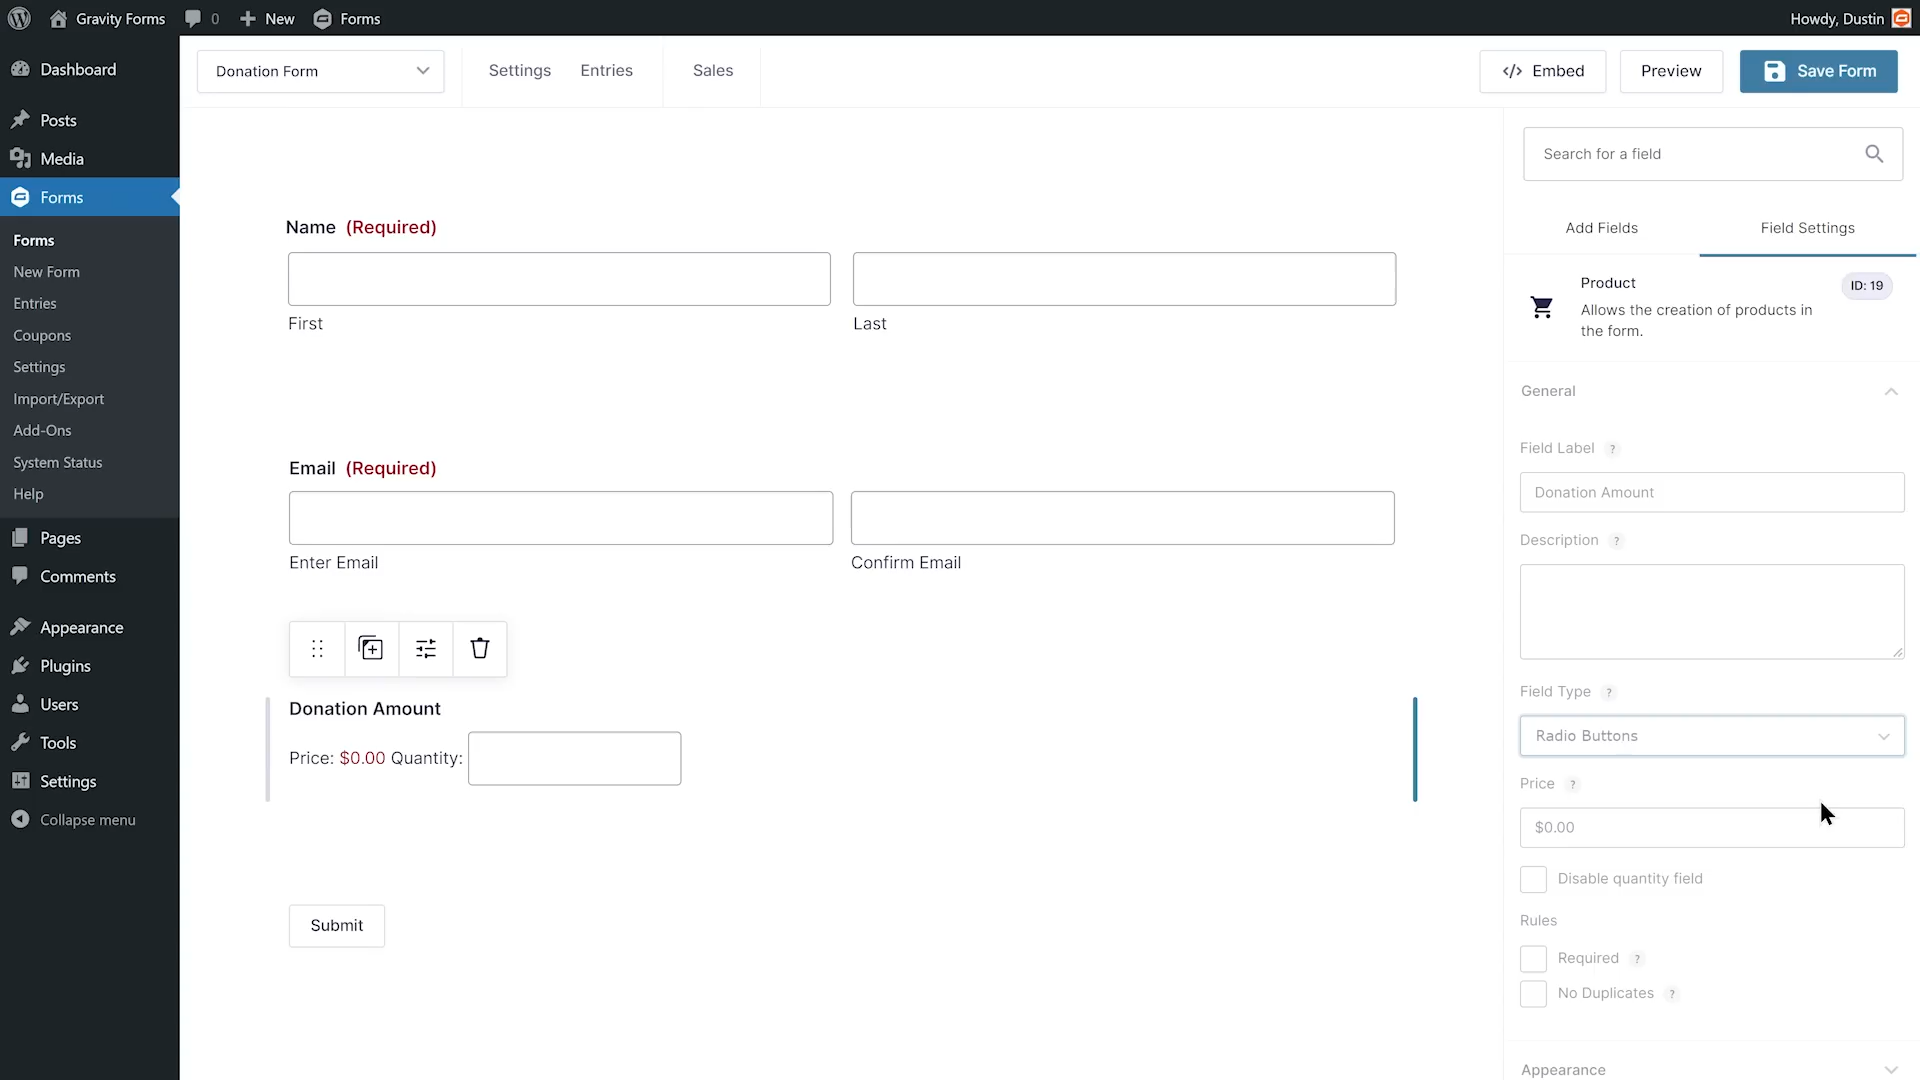 Gravity Forms
0
New
Forms
Howdy, Dustin
Dashboard
Posts
Media
Forms
Forms
New Form
Entries
Coupons
Settings
Import/Export
Add-Ons
System Status
Help
Pages
Comments
Appearance
Plugins
Users
Tools
Settings
Collapse menu
Donation Form
Settings
Entries
Sales
</> Embed
Preview
Save Form
Name (Required)
First
Last
Email (Required)
Enter Email
Confirm Email
Donation Amount
Price: $0.00 Quantity:
Submit
Search for a field
Add Fields
Field Settings
Product
ID: 19
Allows the creation of products in
the form.
General
Field Label ?
Donation Amount
Description ?
Field Type ?
Radio Buttons
Price ?
$0.00
Disable quantity field
Rules
Required ?
No Duplicates ?
Appearance